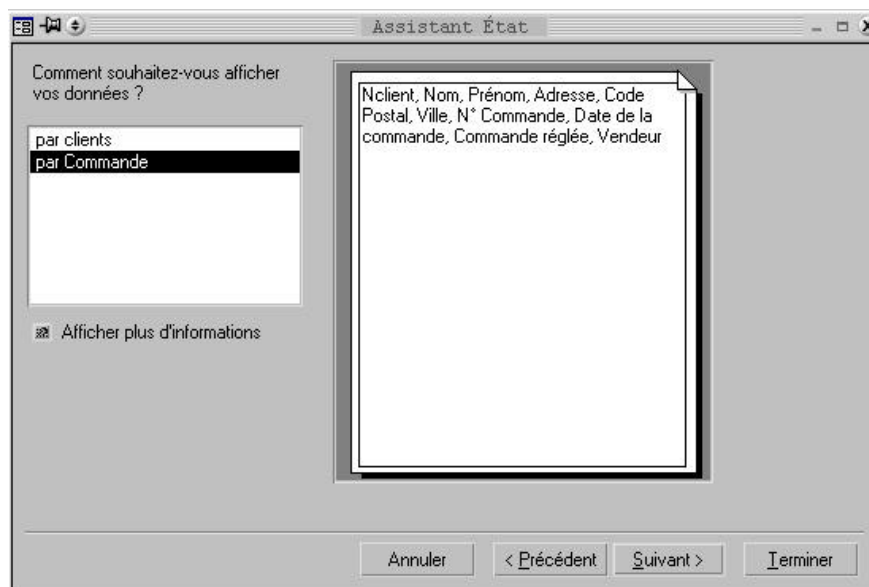 Assistant État
Comment souhaitez-vous afficher
vos données ?
par clients
par Commande
Afficher plus d'informations
Nclient, Nom, Prénom, Adresse, Code
Postal, Ville, N° Commande, Date de la
commande, Commande réglée, Vendeur
Annuler
< Précédent
Suivant >
Terminer